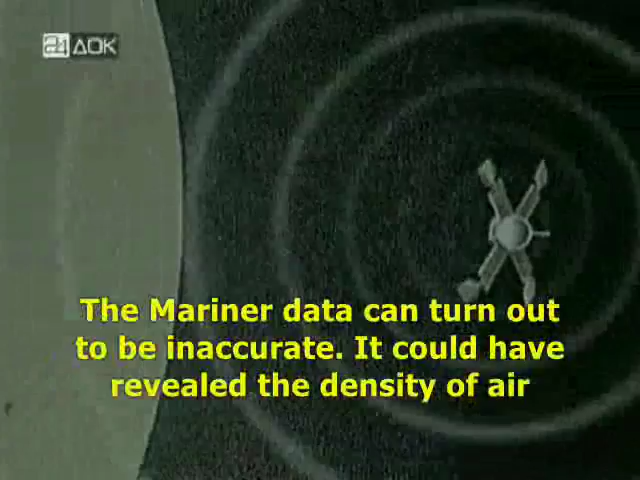 24 ДОК
The Mariner data can turn out
to be inaccurate. It could have
revealed the density of air